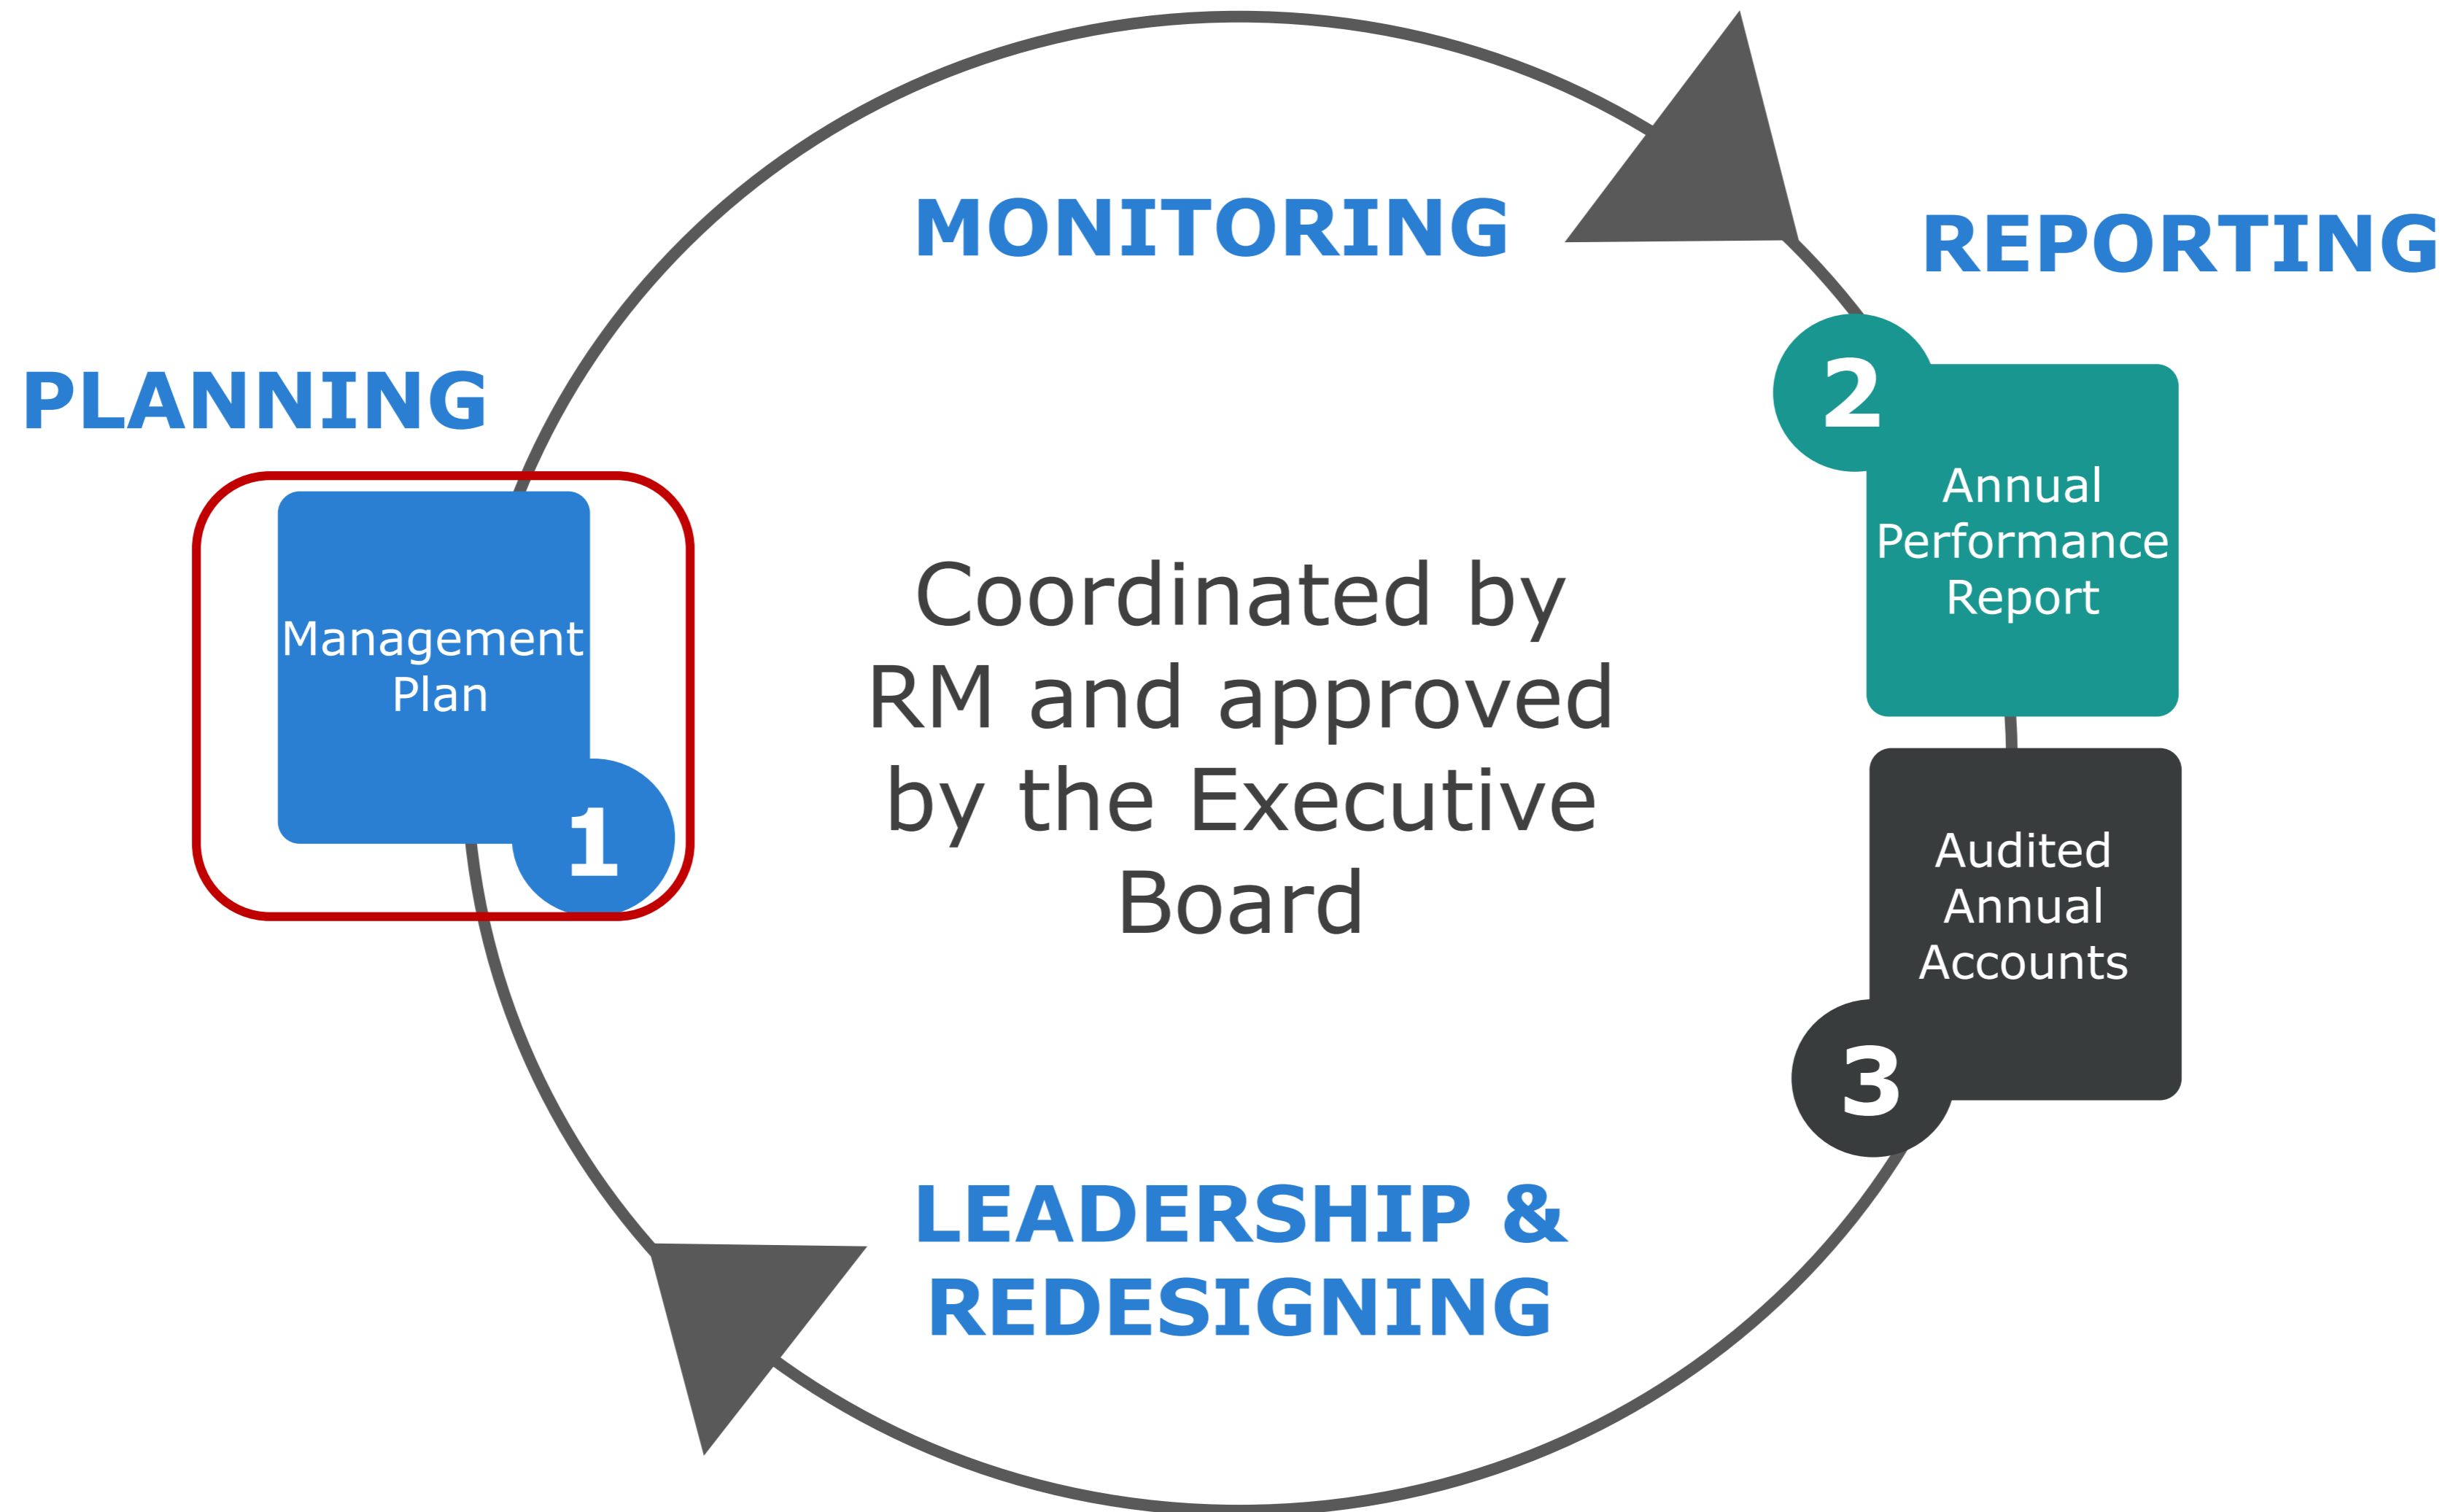 MONITORING
REPORTING
PLANNING
2
Annual
Performance
Report
Management
Plan
1
Coordinated by
RM and approved
by the Executive
Board
Audited
Annual
Accounts
3
LEADERSHIP &
REDESIGNING